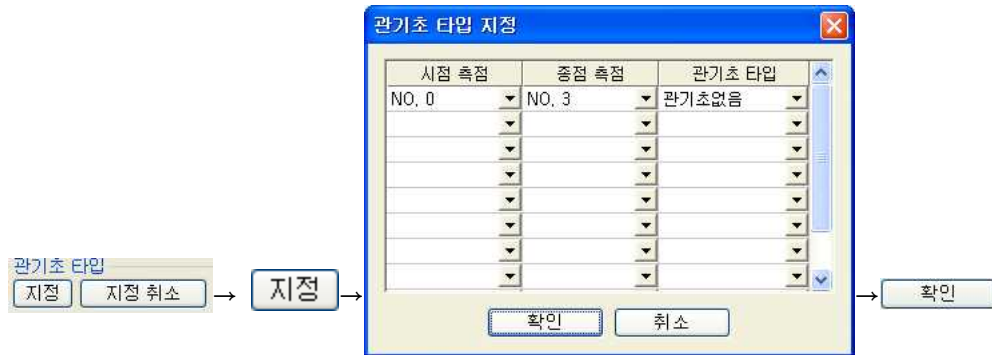 관기초 타입 지정
시점 측점 종점 측점 관기초 타입
NO. 0 NO. 3 관기초없음
관기초 타입
지정 지정 취소 → 지정 → → 확인
확인 취소